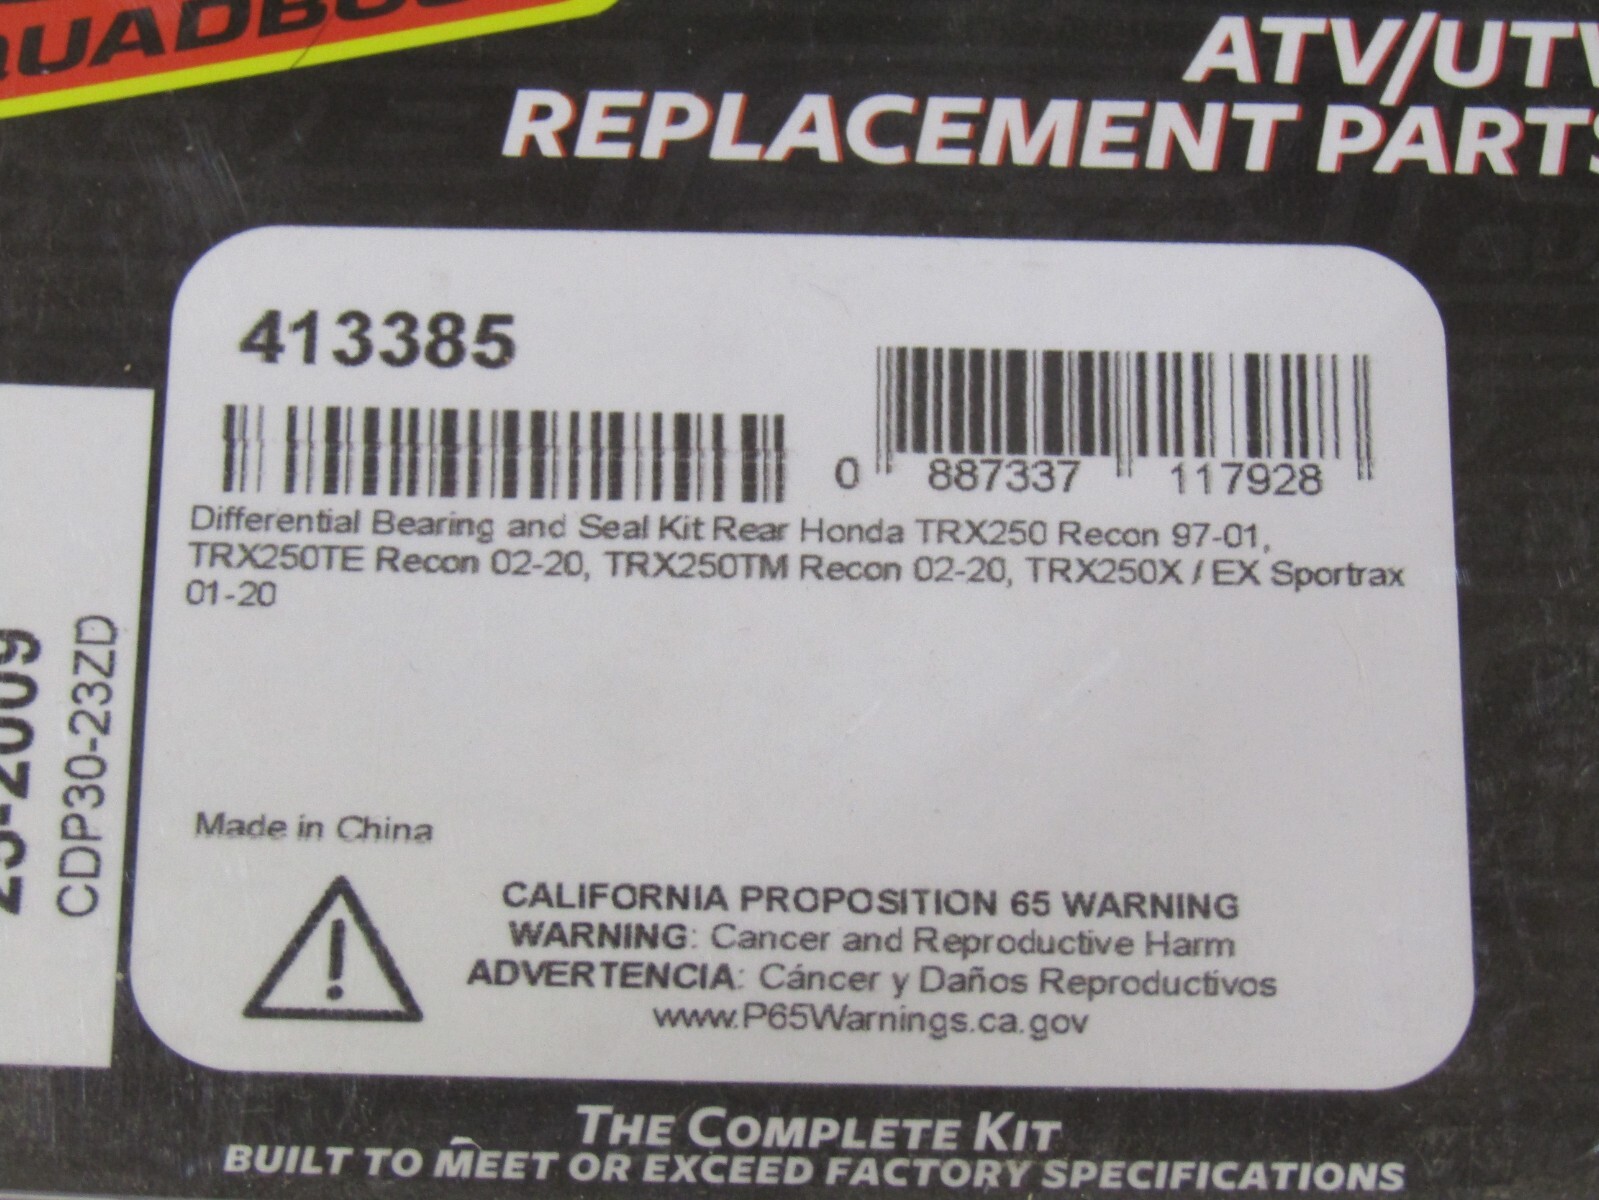 ATV/UTV
REPLACEMENT PARTS
413385
0 887337 117928
Differential Bearing and Seal Kit Rear Honda TRX250 Recon 97-01,
TRX250TE Recon 02-20, TRX250TM Recon 02-20, TRX250X / EX Sportrax
01-20
Made in China
CALIFORNIA PROPOSITION 65 WARNING
WARNING: Cancer and Reproductive Harm
ADVERTENCIA: Cáncer y Daños Reproductivos
www.P65Warnings.ca.gov
25-2009
CDP30-23ZD
THE COMPLETE KIT
BUILT TO MEET OR EXCEED FACTORY SPECIFICATIONS